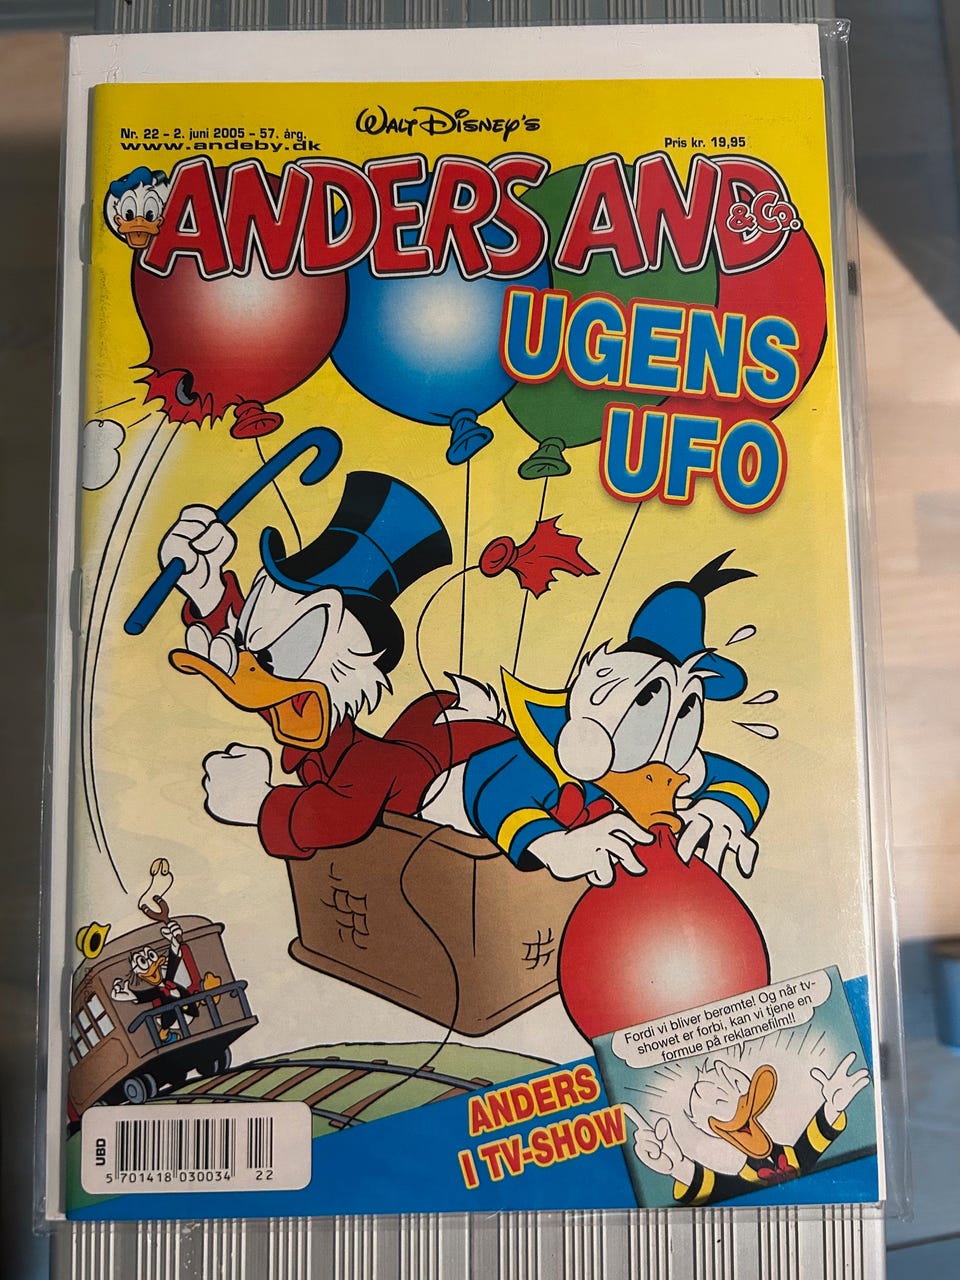 Nr. 22 - 2. juni 2005 - 57. årg.
www.andeby.dk
WALT DISNEY'S
Pris kr. 19,95
ANDERS AND
& Co.
UGENS
UFO
Fordi vi bliver berømte! Og når tv-
showet er forbi, kan vi tjene en
formue på reklamefilm!!
ANDERS
I TV-SHOW
UBD
5 701418 030034 22